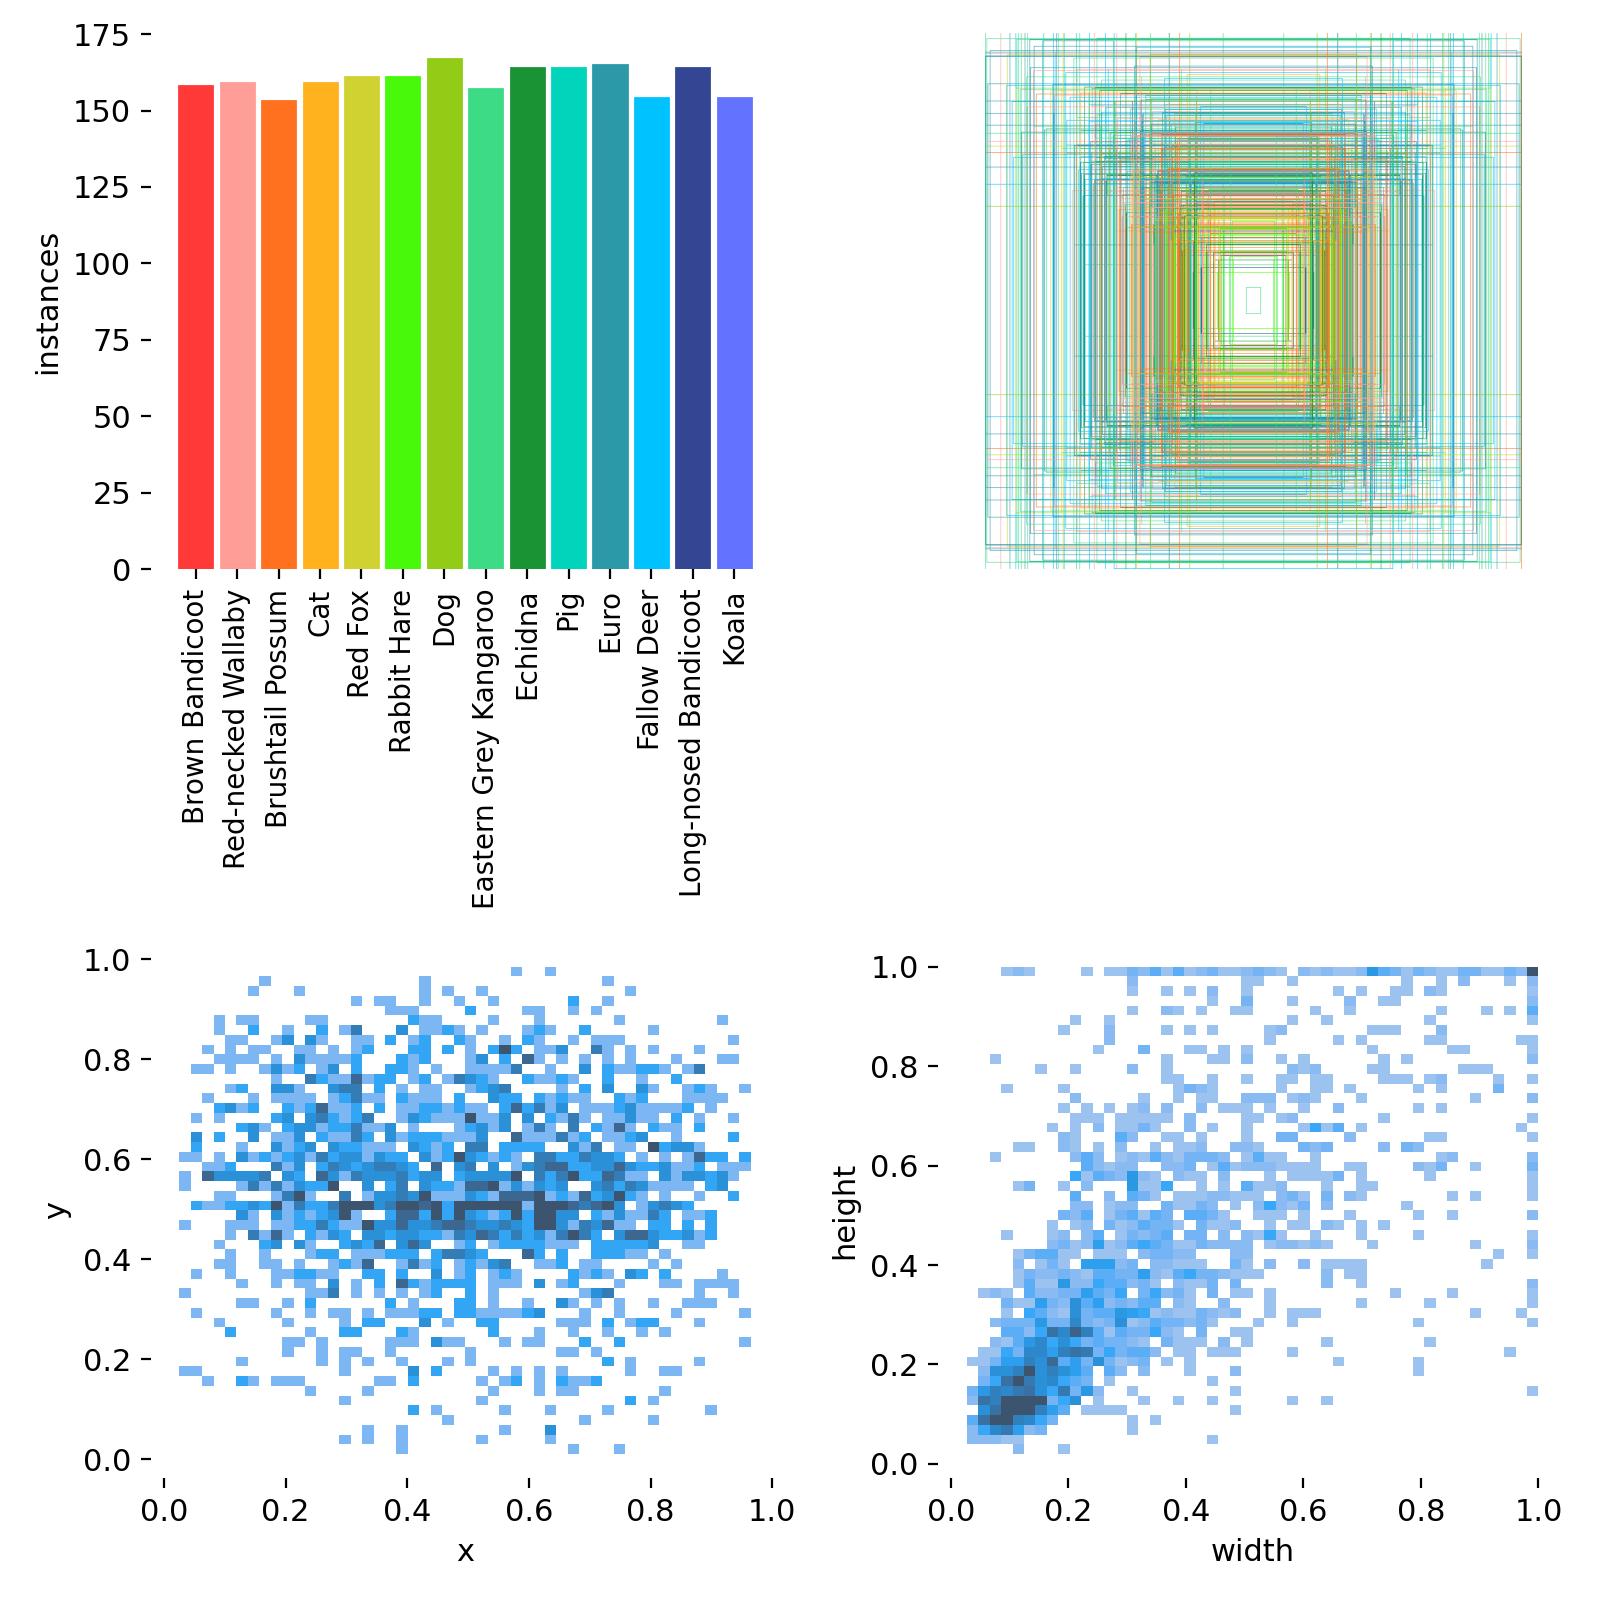 175
150
125
100
75
50
25
0
instances
Brown Bandicoot
Red-necked Wallaby
Brushtail Possum
Cat
Red Fox
Rabbit Hare
Dog
Eastern Grey Kangaroo
Echidna
Pig
Euro
Fallow Deer
Long-nosed Bandicoot
Koala
1.0
0.8
0.6
0.4
0.2
0.0
y
0.0 0.2 0.4 0.6 0.8 1.0
x
1.0
0.8
0.6
0.4
0.2
0.0
height
0.0 0.2 0.4 0.6 0.8 1.0
width